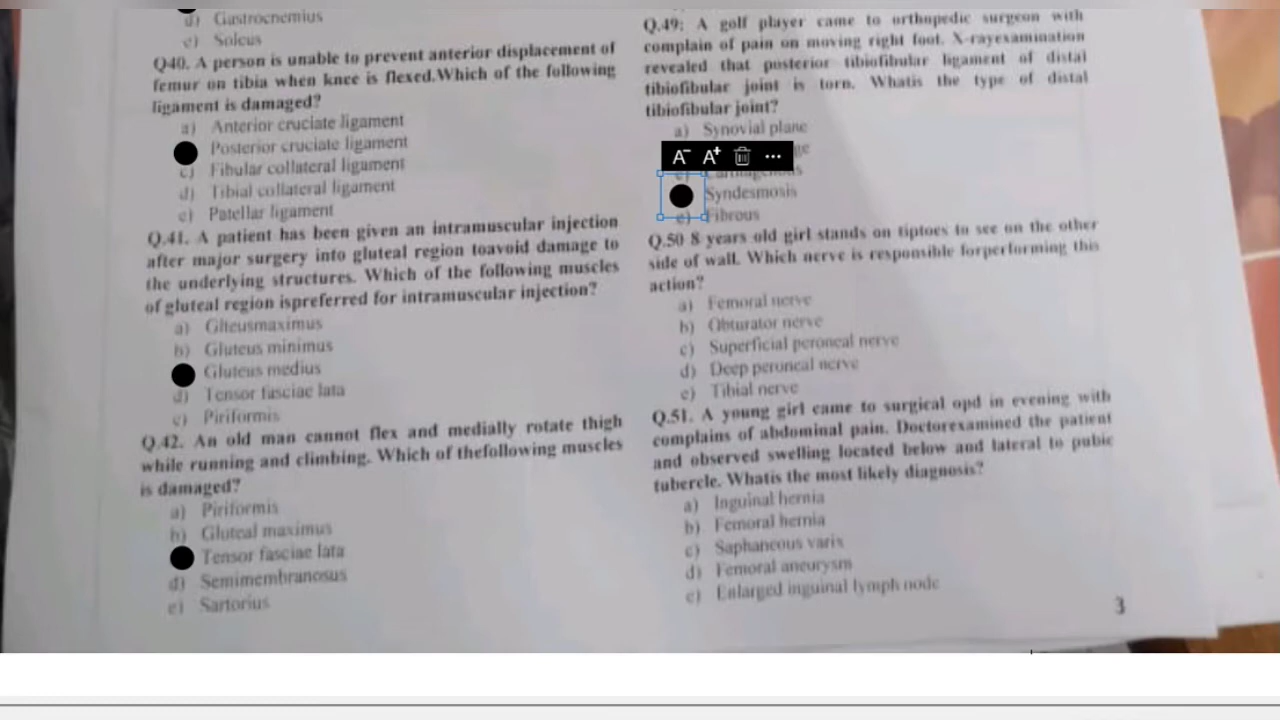 d) Gastrocnemius
e) Soleus
Q40. A person is unable to prevent anterior displacement of
femur on tibia when knee is flexed.Which of the following
ligament is damaged?
a) Anterior cruciate ligament
Posterior cruciate ligament
c) Fibular collateral ligament
d) Tibial collateral ligament
e) Patellar ligament
Q.41. A patient has been given an intramuscular injection
after major surgery into gluteal region toavoid damage to
the underlying structures. Which of the following muscles
of gluteal region ispreferred for intramuscular injection?
a) Gluteusmaximus
b) Gluteus minimus
Gluteus medius
d) Tensor fasciae lata
e) Piriformis
Q.42. An old man cannot flex and medially rotate thigh
while running and climbing. Which of thefollowing muscles
is damaged?
a) Piriformis
b) Gluteal maximus
Tensor fasciae lata
d) Semimembranosus
e) Sartorius
Q.49: A golf player came to orthopedic surgeon with
complain of pain on moving right foot. X-rayexamination
revealed that posterior tibiofibular ligament of distal
tibiofibular joint is torn. Whatis the type of distal
tibiofibular joint?
a) Synovial plane
A- A+ ...
Syndesmosis
e) Fibrous
Q.50 8 years old girl stands on tiptoes to see on the other
side of wall. Which nerve is responsible forperforming this
action?
a) Femoral nerve
b) Obturator nerve
c) Superficial peroneal nerve
d) Deep peroneal nerve
e) Tibial nerve
Q.51. A young girl came to surgical opd in evening with
complains of abdominal pain. Doctorexamined the patient
and observed swelling located below and lateral to pubic
tubercle. Whatis the most likely diagnosis?
a) Inguinal hernia
b) Femoral hernia
c) Saphaneous varix
d) Femoral aneurysm
e) Enlarged inguinal lymph node
3